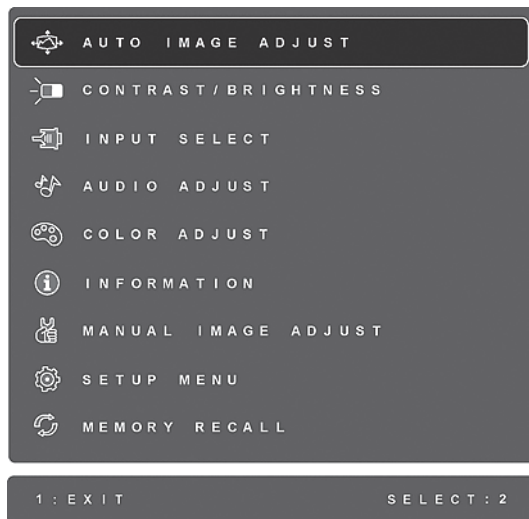 AUTO IMAGE ADJUST
CONTRAST/BRIGHTNESS
INPUT SELECT
AUDIO ADJUST
COLOR ADJUST
INFORMATION
MANUAL IMAGE ADJUST
SETUP MENU
MEMORY RECALL
1:EXIT SELECT:2